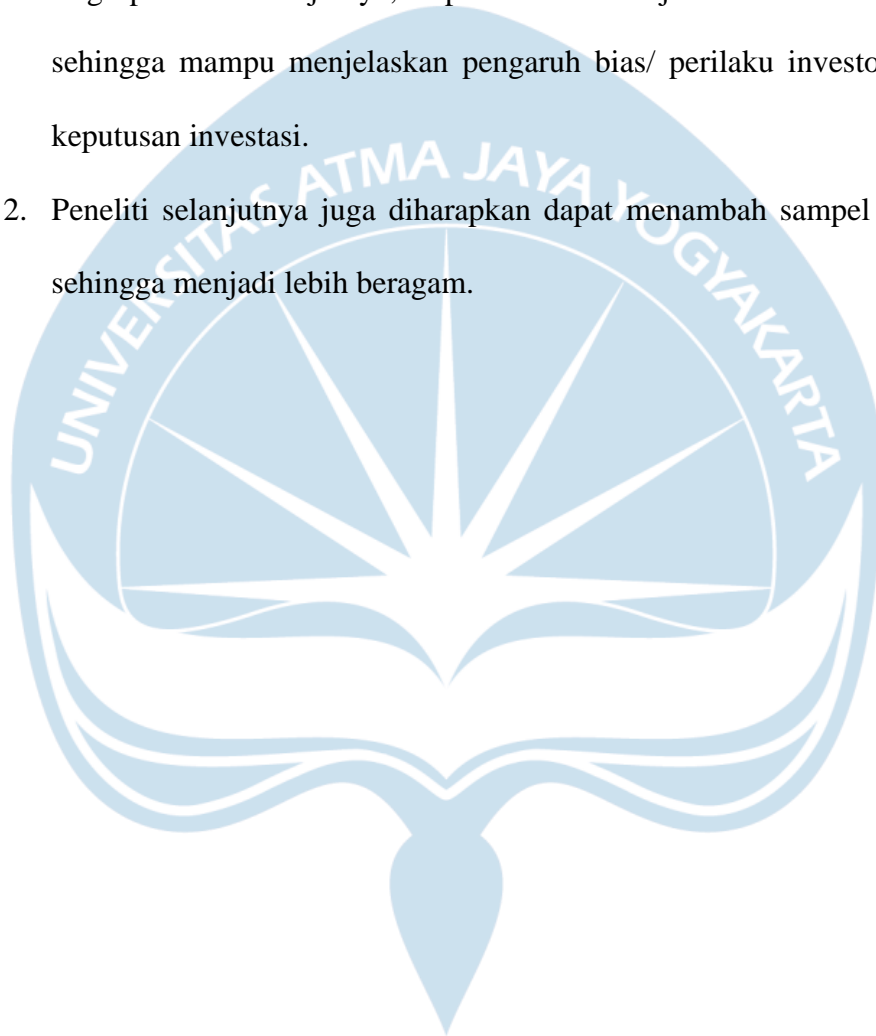 sehingga mampu menjelaskan pengaruh bias/ perilaku
keputusan investasi.
2. Peneliti selanjutnya juga diharapkan dapat menambah sampel
sehingga menjadi lebih beragam.
UNIVERSITAS ATMA JAYA YOGYAKARTA